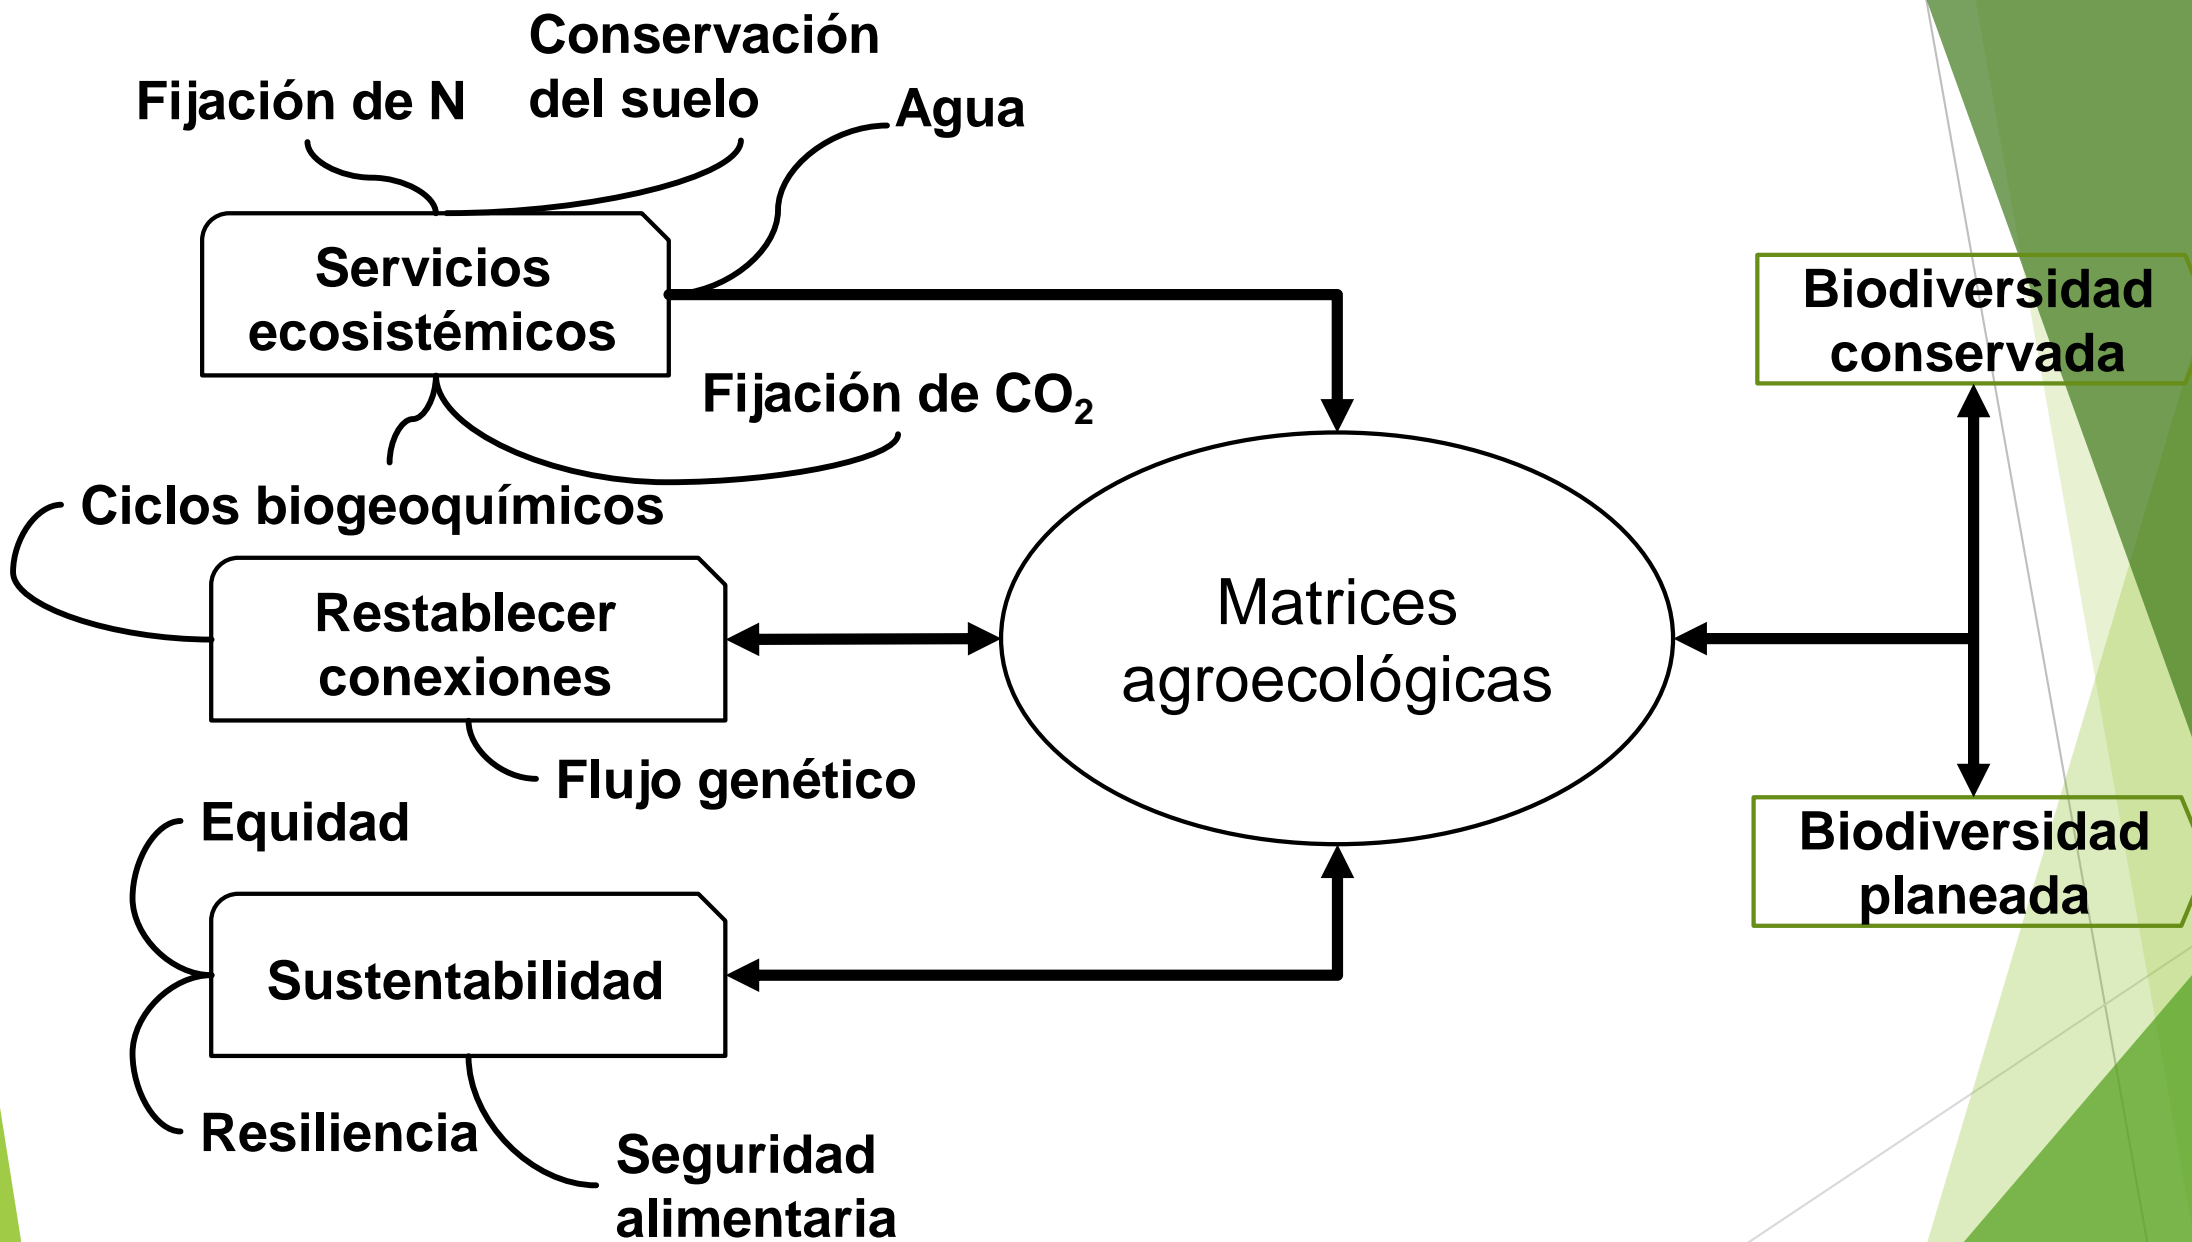 Conservación
del suelo
Fijación de N
Agua
Servicios
ecosistémicos
Fijación de CO₂
Ciclos biogeoquímicos
Restablecer
conexiones
Flujo genético
Equidad
Sustentabilidad
Resiliencia
Seguridad
alimentaria
Matrices
agroecológicas
Biodiversidad
conservada
Biodiversidad
planeada